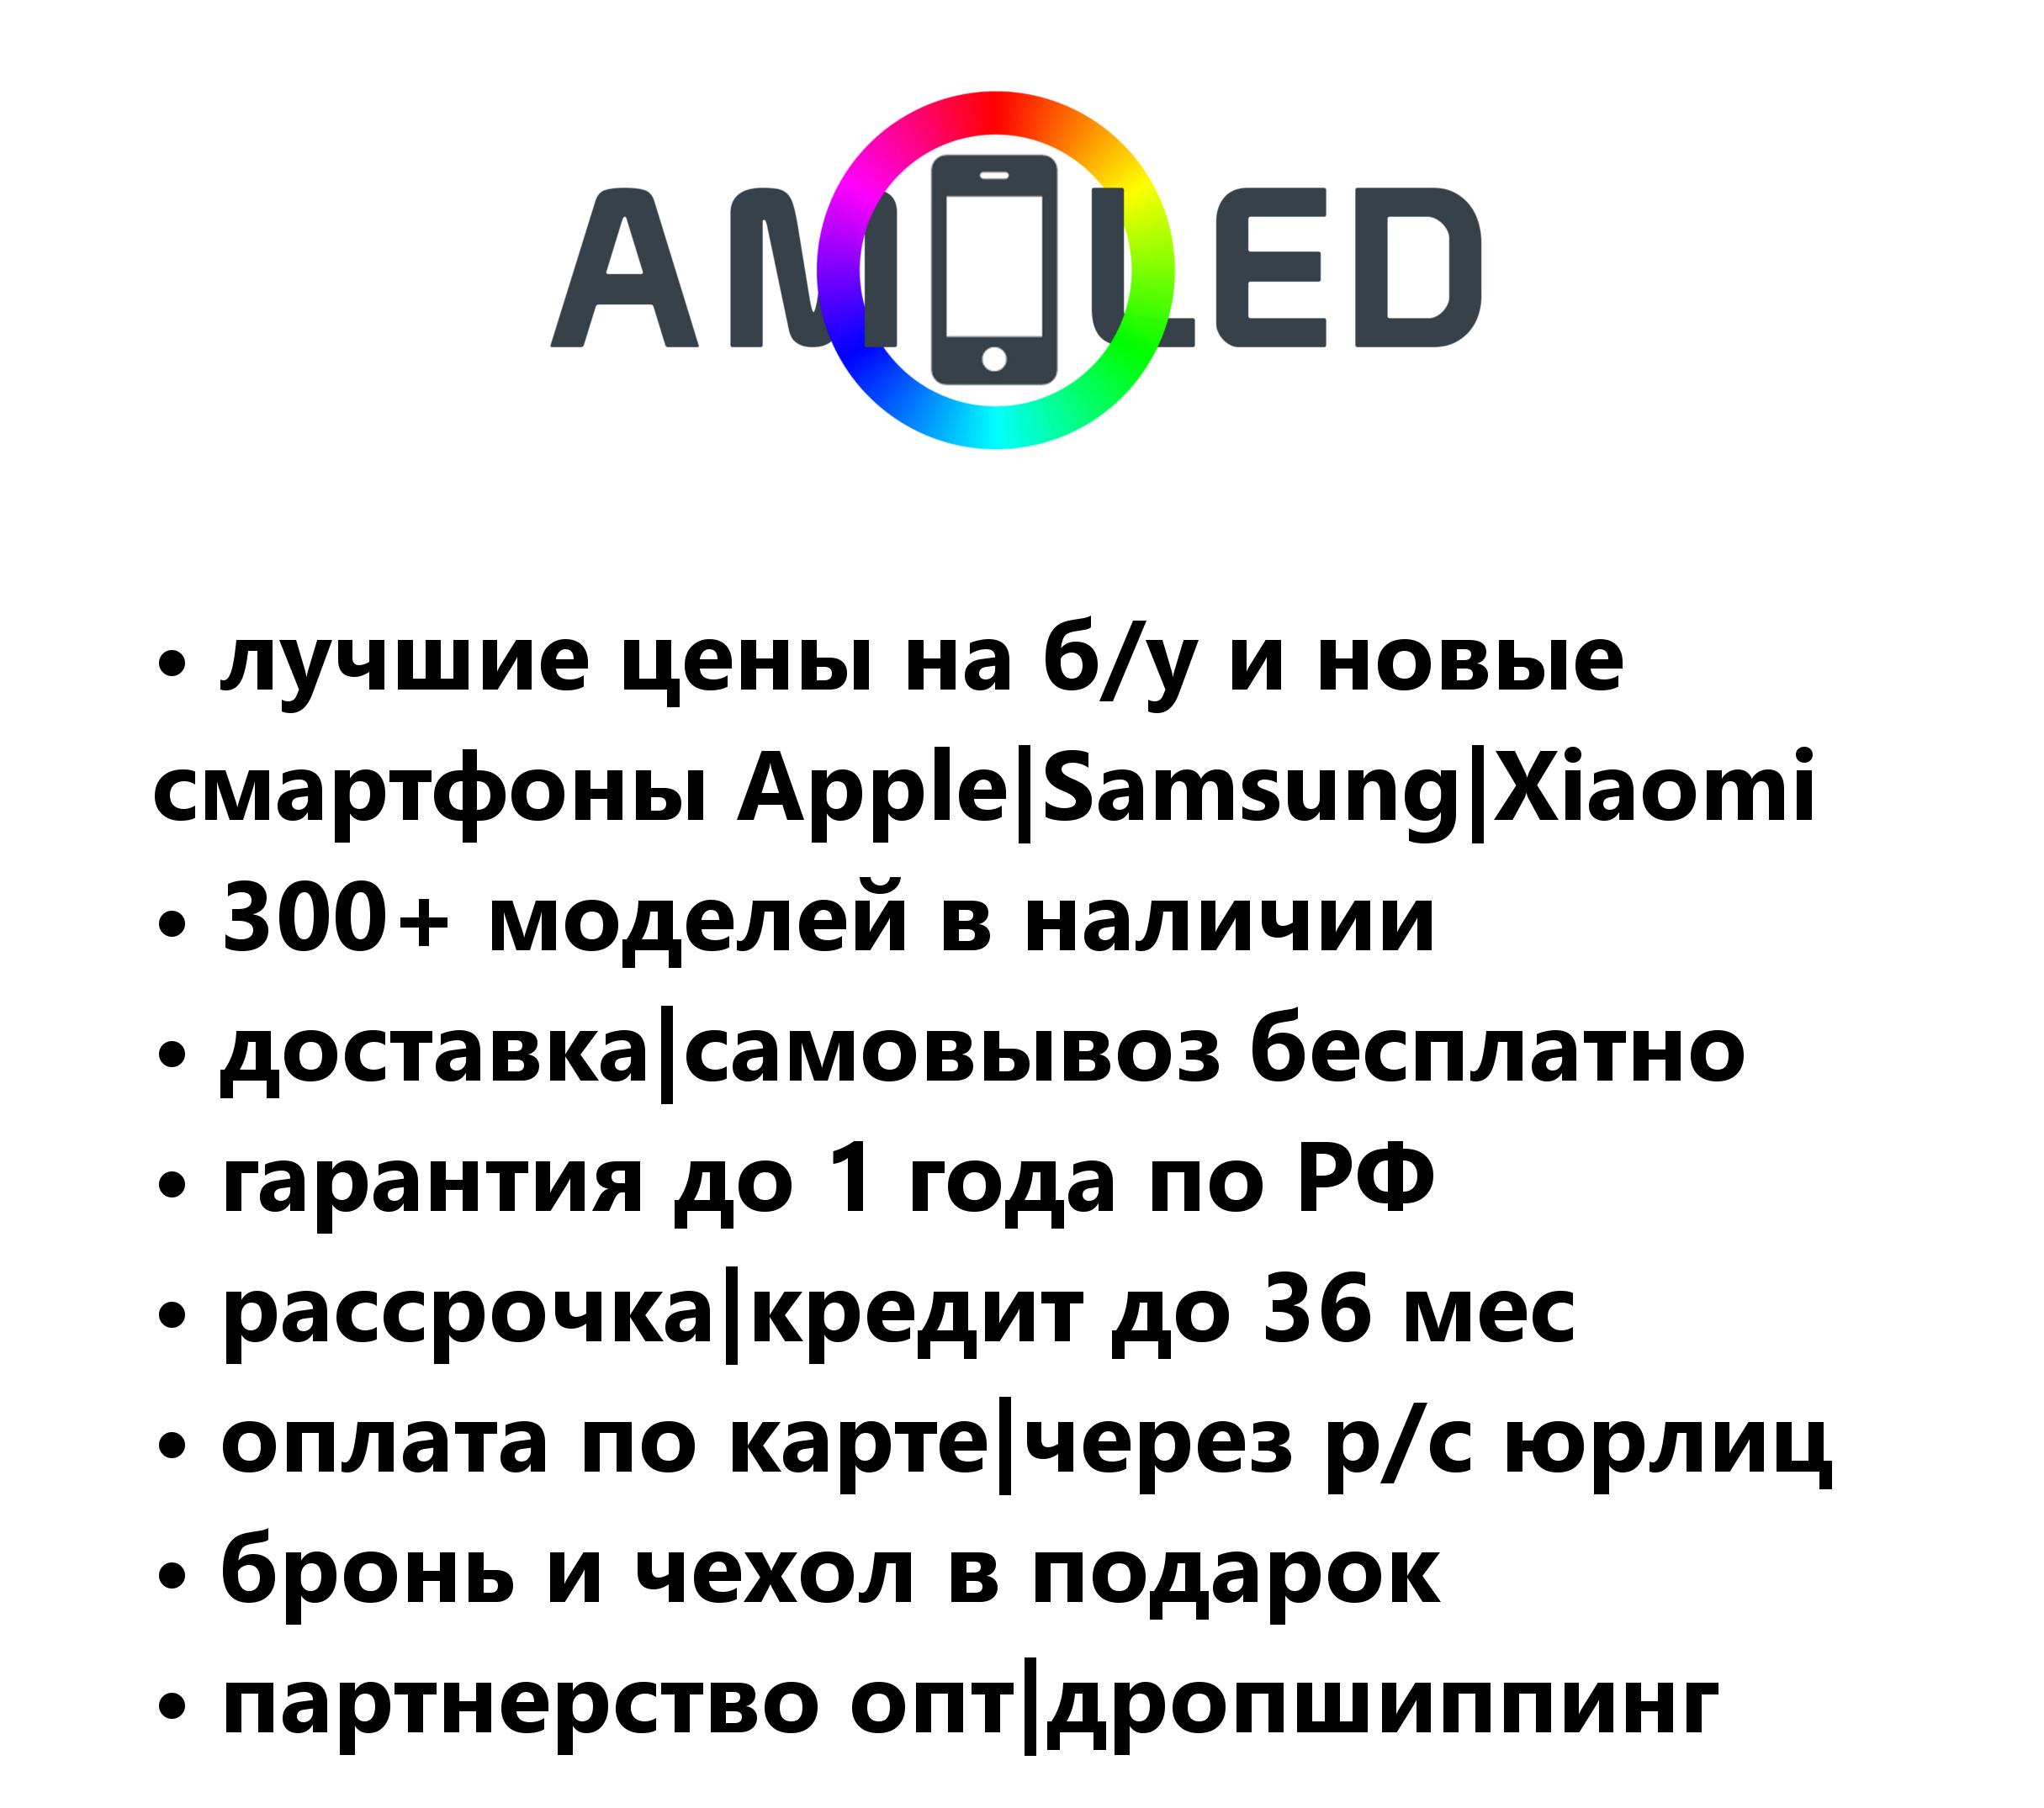 AMOLED
• лучшие цены на б/у и новые
смартфоны Apple|Samsung|Xiaomi
• 300+ моделей в наличии
• доставка|самовывоз бесплатно
• гарантия до 1 года по РФ
• рассрочка|кредит до 36 мес
• оплата по карте|через р/с юрлиц
• бронь и чехол в подарок
• партнерство опт|дропшиппинг